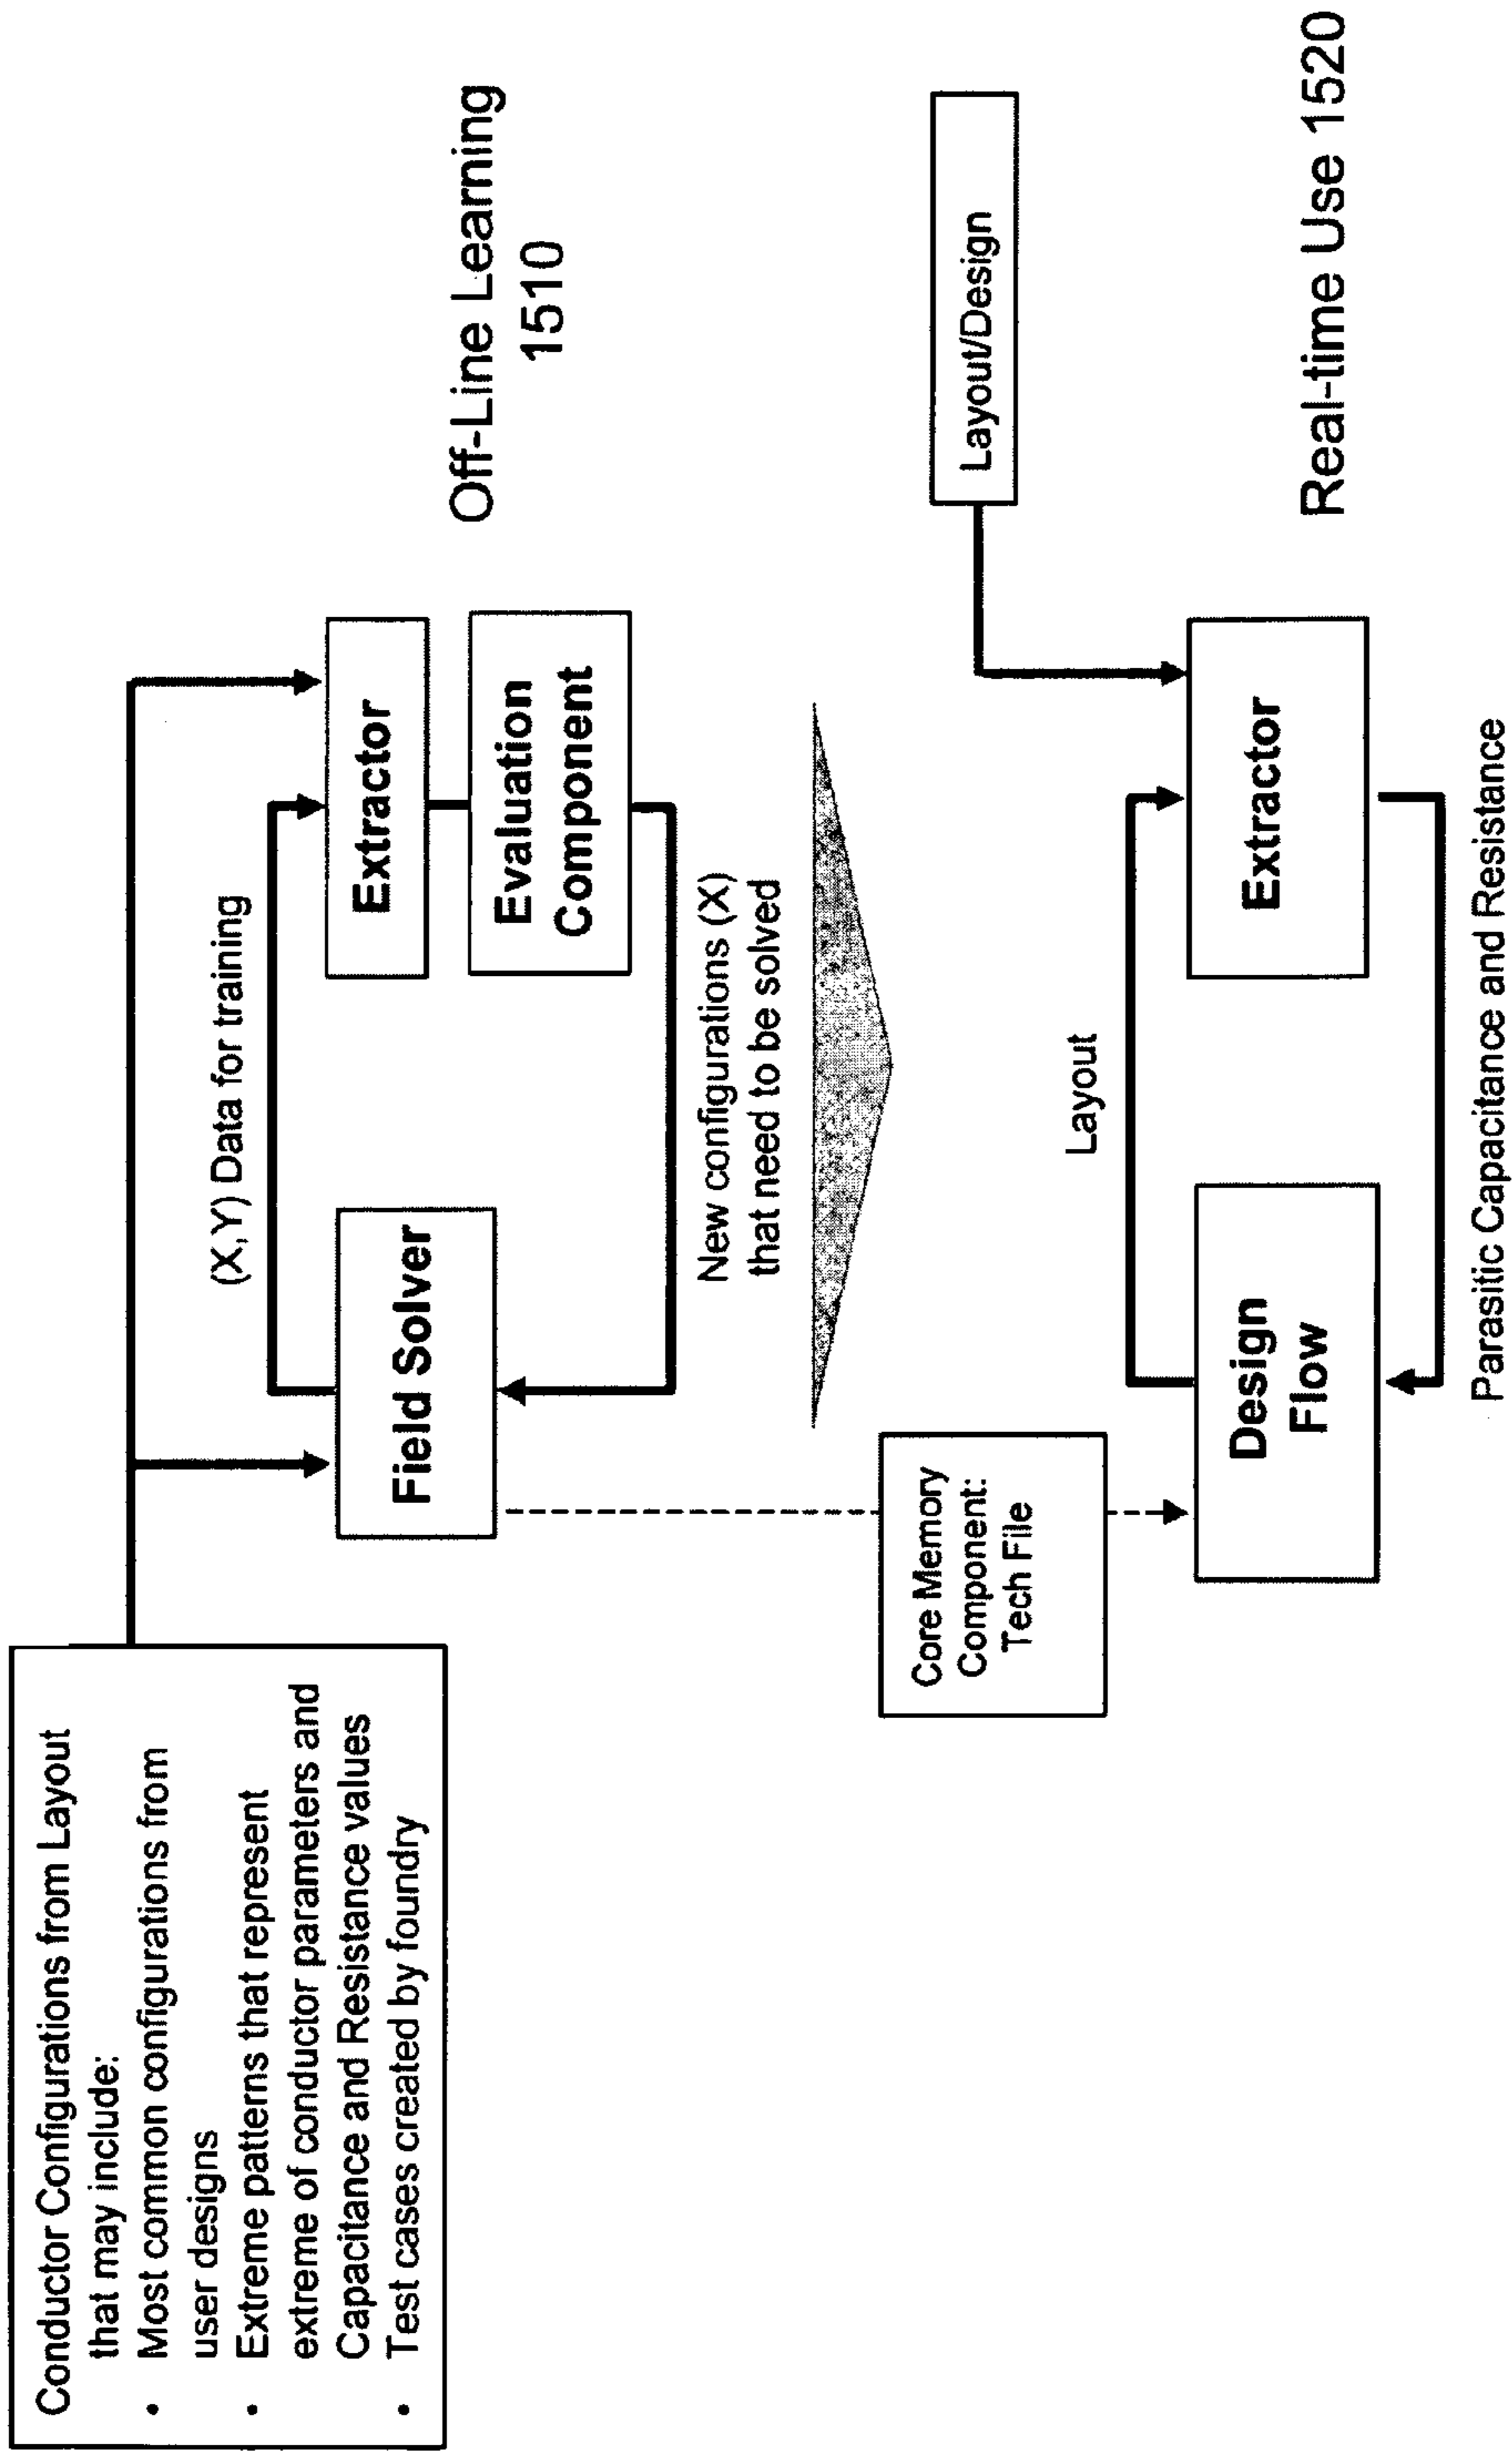 Conductor Configurations from Layout
that may include:
• Most common configurations from
user designs
• Extreme patterns that represent
extreme of conductor parameters and
Capacitance and Resistance values
• Test cases created by foundry
(X,Y) Data for training
Field Solver
Extractor
Evaluation
Component
New configurations (X)
that need to be solved
Off-Line Learning
1510
Core Memory
Component:
Tech File
Layout/Design
Layout
Design
Flow
Extractor
Parasitic Capacitance and Resistance
Real-time Use 1520